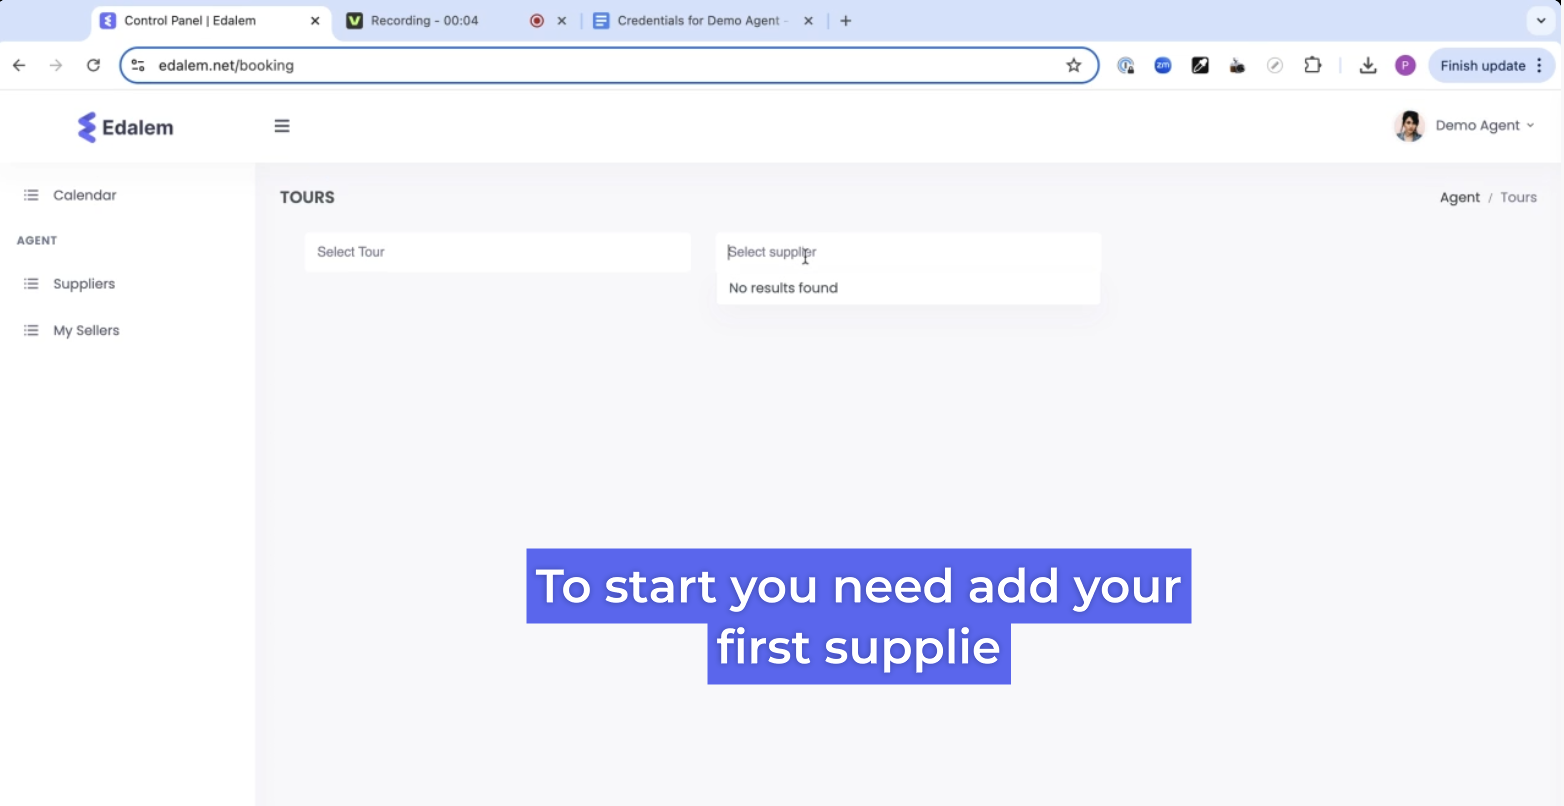 Control Panel | Edalem
Recording - 00:04
Credentials for Demo Agent -
edalem.net/booking
zm
P
Finish update
Edalem
Demo Agent
Calendar
TOURS
Agent / Tours
AGENT
Select Tour
Select supplier
Suppliers
No results found
My Sellers
To start you need add your
first supplie